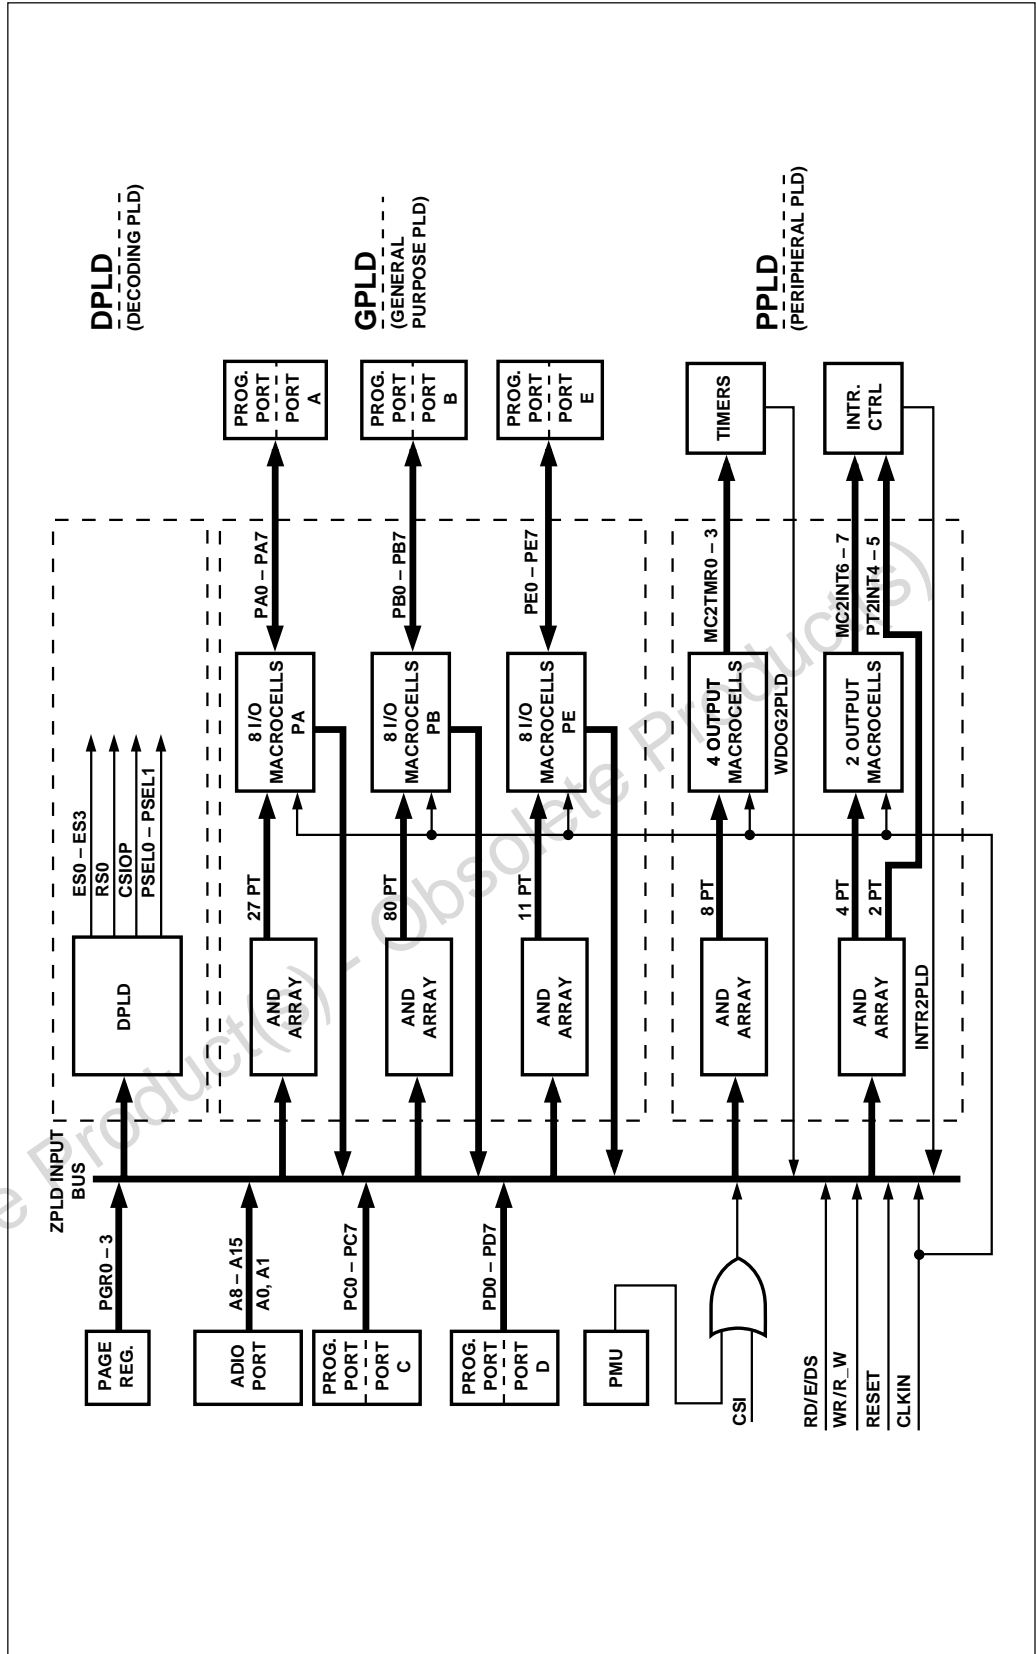 DPLD
(DECODING PLD)
GPLD
(GENERAL
PURPOSE PLD)
PPLD
(PERIPHERAL PLD)
PROG.
PORT
PORT
A
PROG.
PORT
PORT
B
PROG.
PORT
PORT
E
TIMERS
INTR.
CTRL
PA0 – PA7
PB0 – PB7
PE0 – PE7
MC2TMR0 – 3
MC2INT6 – 7
PT2INT4 – 5
ES0 – ES3
RS0
CSIOP
PSEL0 – PSEL1
8 I/O
MACROCELLS
PA
8 I/O
MACROCELLS
PB
8 I/O
MACROCELLS
PE
4 OUTPUT
MACROCELLS
WDOG2PLD
2 OUTPUT
MACROCELLS
27 PT
80 PT
11 PT
8 PT
4 PT
2 PT
DPLD
AND
ARRAY
AND
ARRAY
AND
ARRAY
AND
ARRAY
AND
ARRAY
INTR2PLD
ZPLD INPUT
BUS
PGR0 – 3
A8 – A15
A0, A1
PC0 – PC7
PD0 – PD7
PAGE
REG.
ADIO
PORT
PROG.
PORT
PORT
C
PROG.
PORT
PORT
D
PMU
CSI
RD/E/DS
WR/R_W
RESET
CLKIN
e Product(s) - Obsolete Product(s)